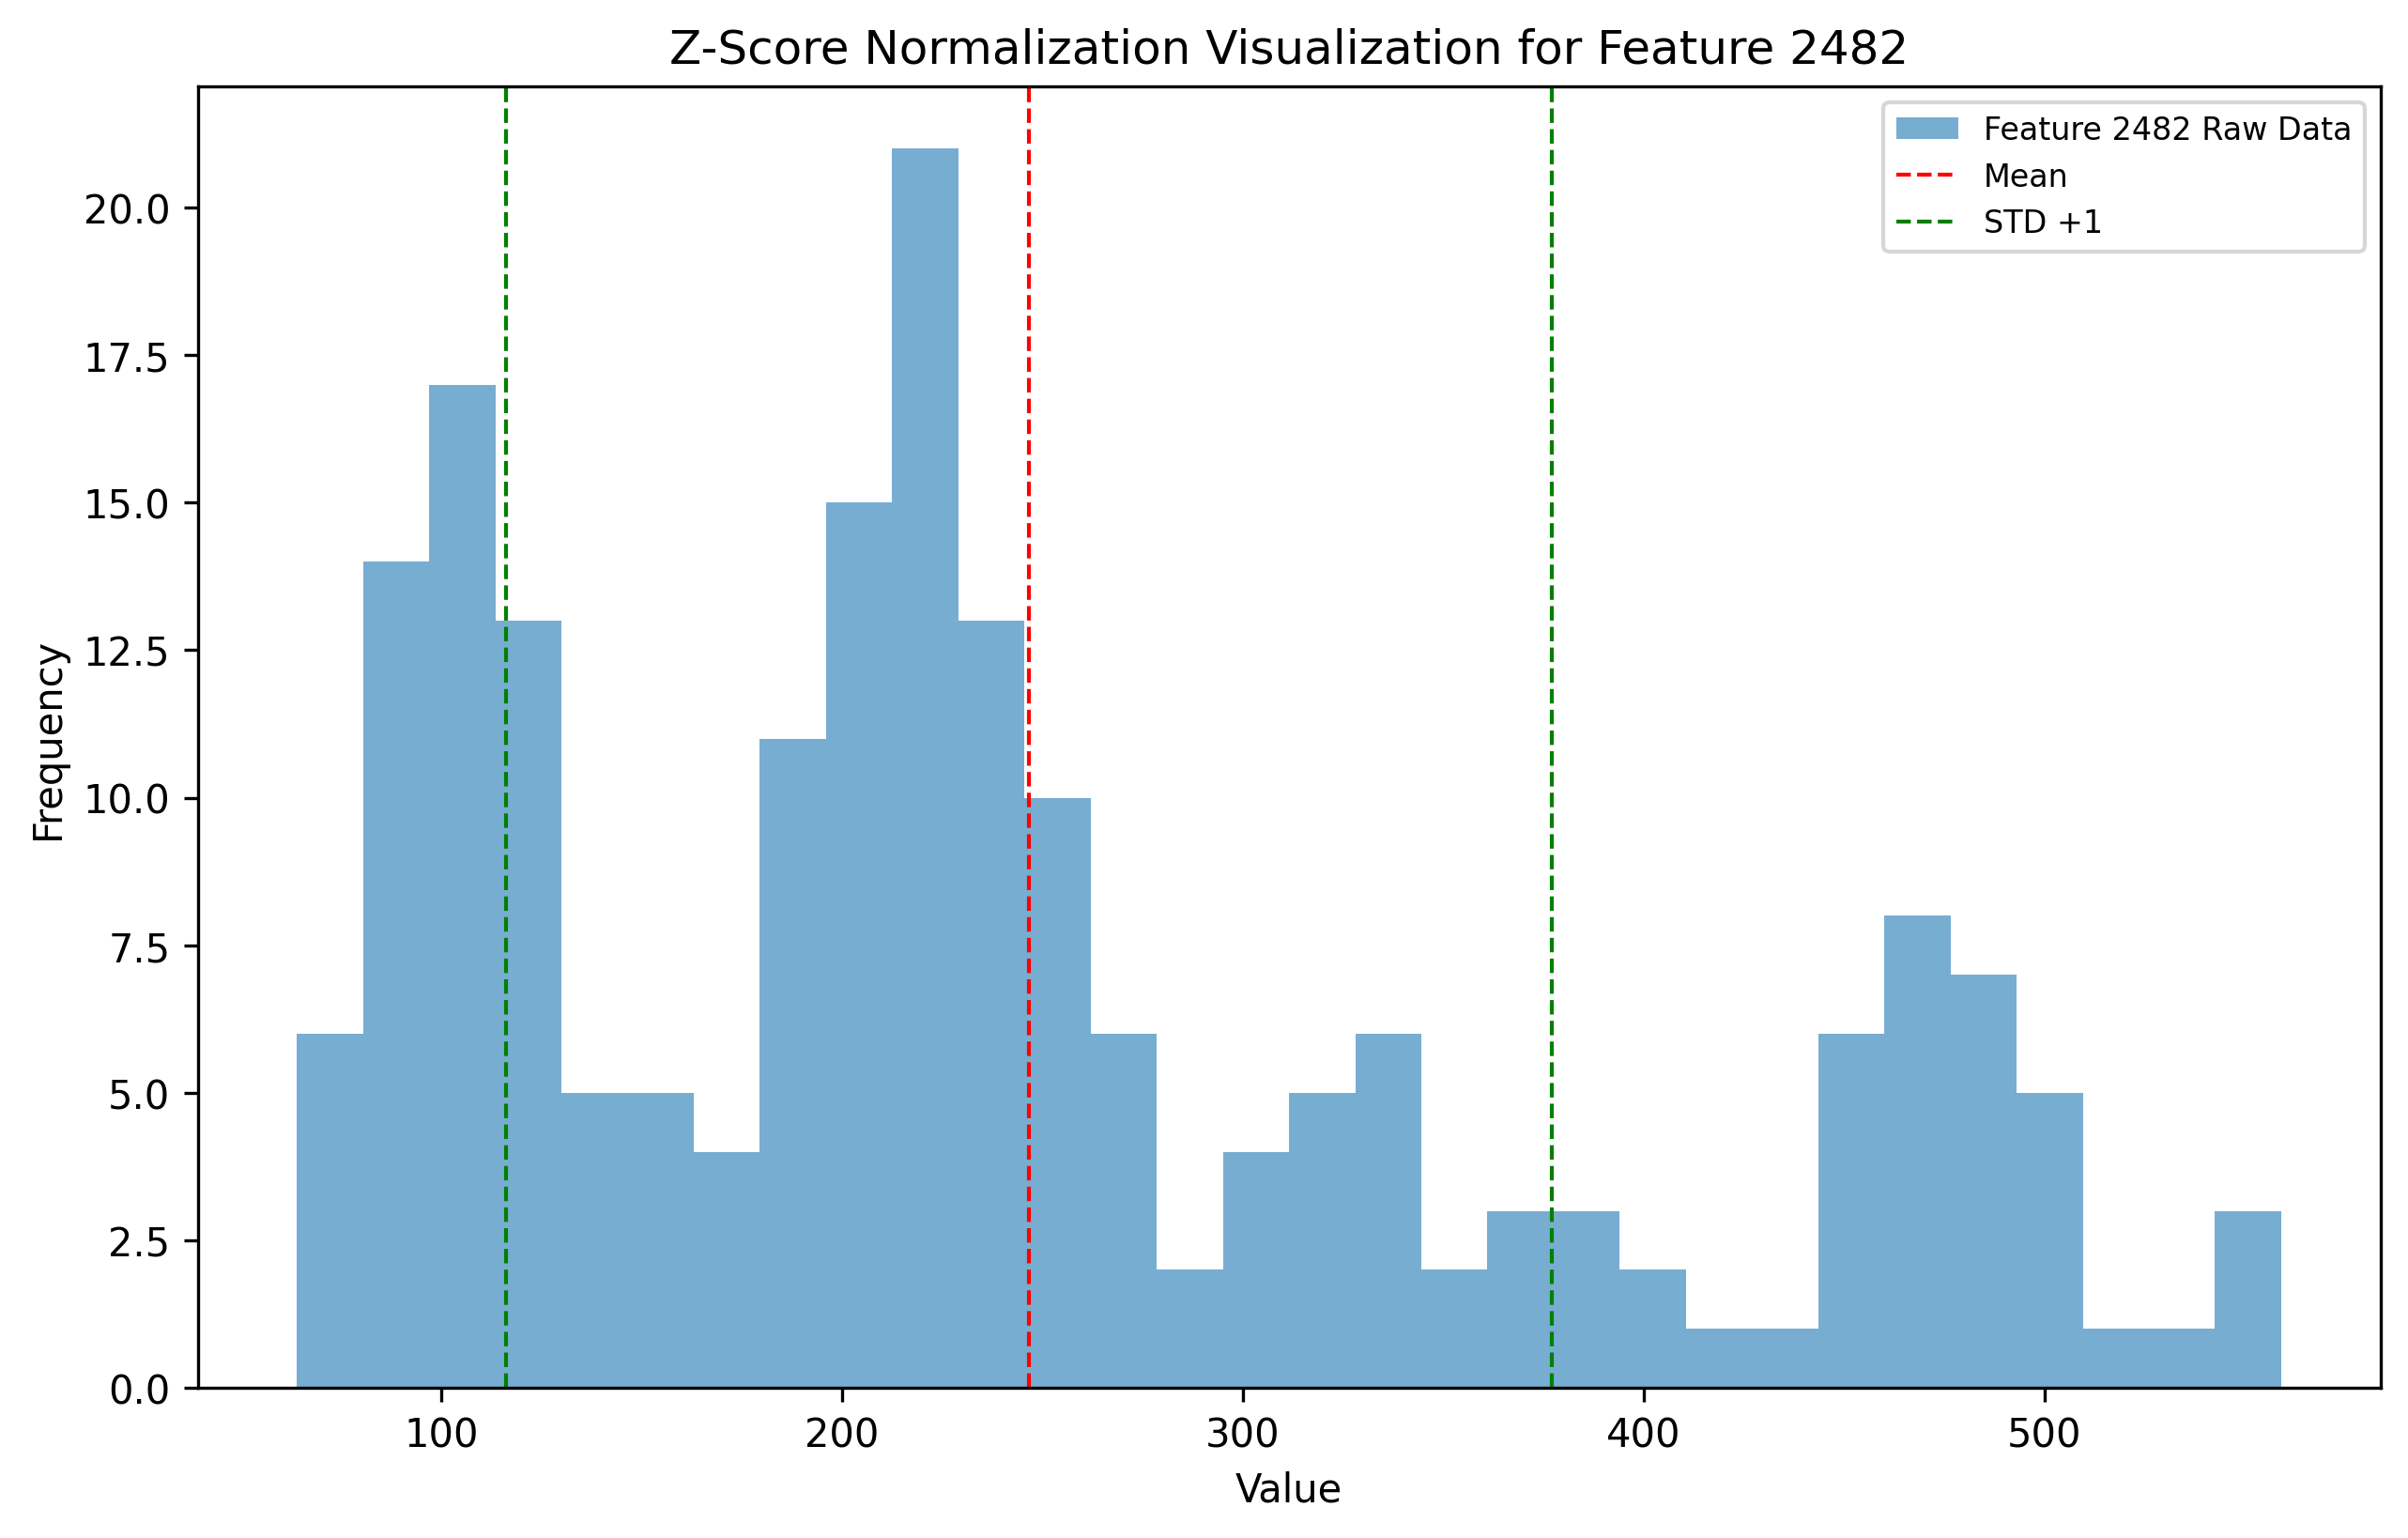 Z-Score Normalization Visualization for Feature 2482
Feature 2482 Raw Data
Mean
STD +1
Frequency
20.0
17.5
15.0
12.5
10.0
7.5
5.0
2.5
0.0
100 200 300 400 500
Value